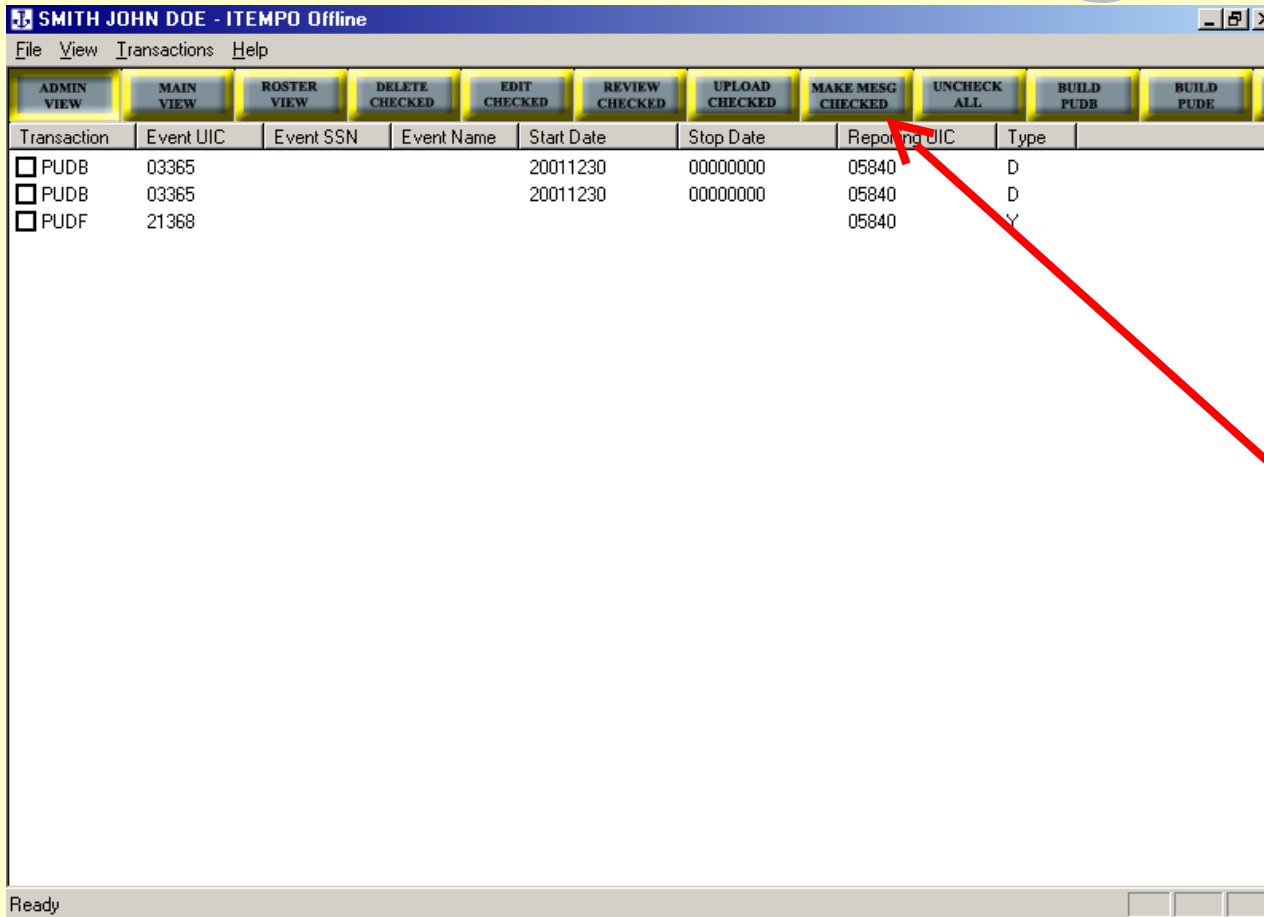 SMITH JOHN DOE - ITEMPO Offline
File View Transactions Help
ADMIN VIEW MAIN VIEW ROSTER VIEW DELETE CHECKED EDIT CHECKED REVIEW CHECKED UPLOAD CHECKED MAKE MESG CHECKED UNCHECK ALL BUILD PUDB BUILD PUDE
Transaction Event UIC Event SSN Event Name Start Date Stop Date Reporting UIC Type
PUDB 03365 20011230 00000000 05840 D
PUDB 03365 20011230 00000000 05840 D
PUDF 21368 05840 Y
Ready